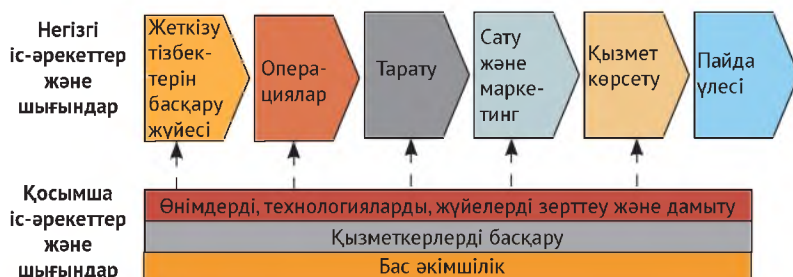 Негізгі
іс-әрекеттер
және
шығындар
Жеткізу
тізбек-
терін
басқару
жүйесі
Опера-
циялар
Тарату
Сату
және
марке-
тинг
Қызмет
көрсету
Пайда
үлесі
Қосымша
іс-әрекеттер
және
шығындар
Өнімдерді, технологияларды, жүйелерді зерттеу және дамыту
Қызметкерлерді басқару
Бас әкімшілік